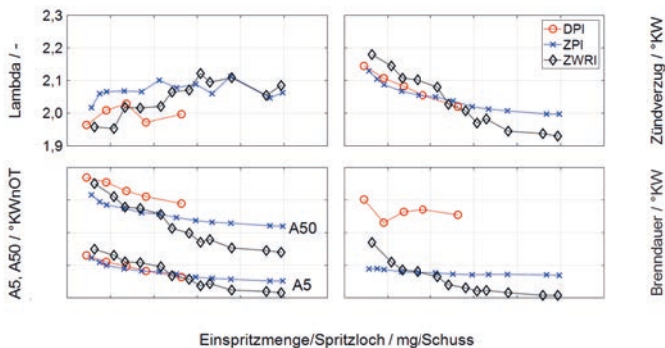 2,3
2,2
2,1
2,0
1,9
Lambda / -
DPI
ZPI
ZWRI
Zündverzug / °KW
A5, A50 / °KWnOT
A50
A5
Brenndauer / °KW
Einspritzmenge/Spritzloch / mg/Schuss